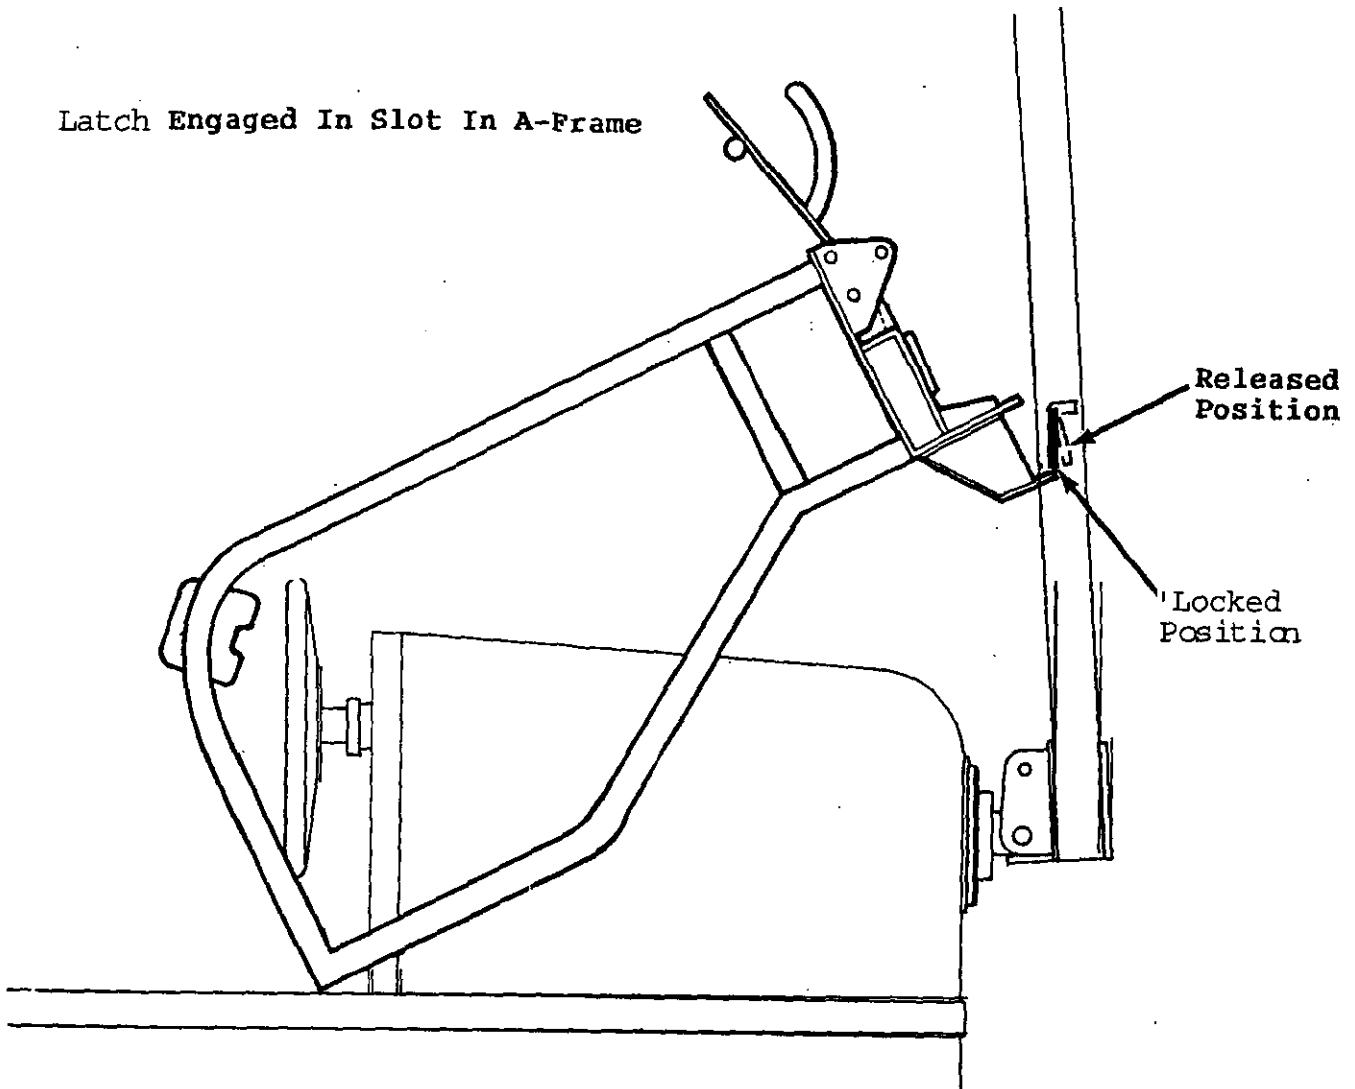 Latch Engaged In Slot In A-Frame
Released
Position
Locked
Position